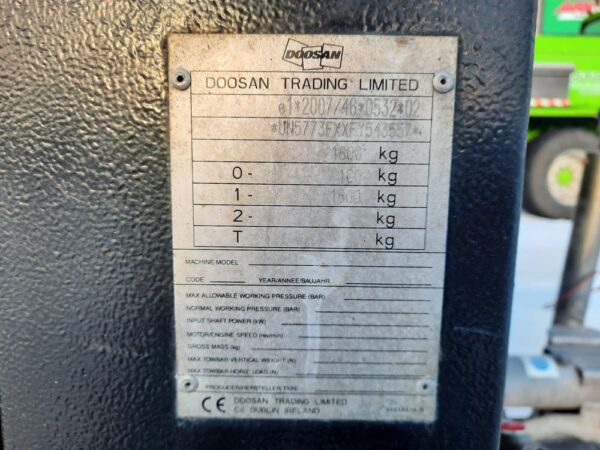 DOOSAN
DOOSAN TRADING LIMITED
e1*2007/46*0532*02
*UN5773FXXFY543557*
1600 kg
0- 100 kg
1- 1500 kg
2- kg
T kg
MACHINE MODEL
CODE YEAR/ANNEE/BAUJAHR
MAX ALLOWABLE WORKING PRESSURE (BAR)
NORMAL WORKING PRESSURE (BAR)
INPUT SHAFT POWER (kW)
MOTOR/ENGINE SPEED (rev/min)
GROSS MASS (kg)
MAX TOWBAR VERTICAL WEIGHT (N)
MAX TOWBAR HORIZ. LOAD (N)
PRODUCER/HERSTELLER TYPE
CE DOOSAN TRADING LIMITED
DUBLIN IRELAND